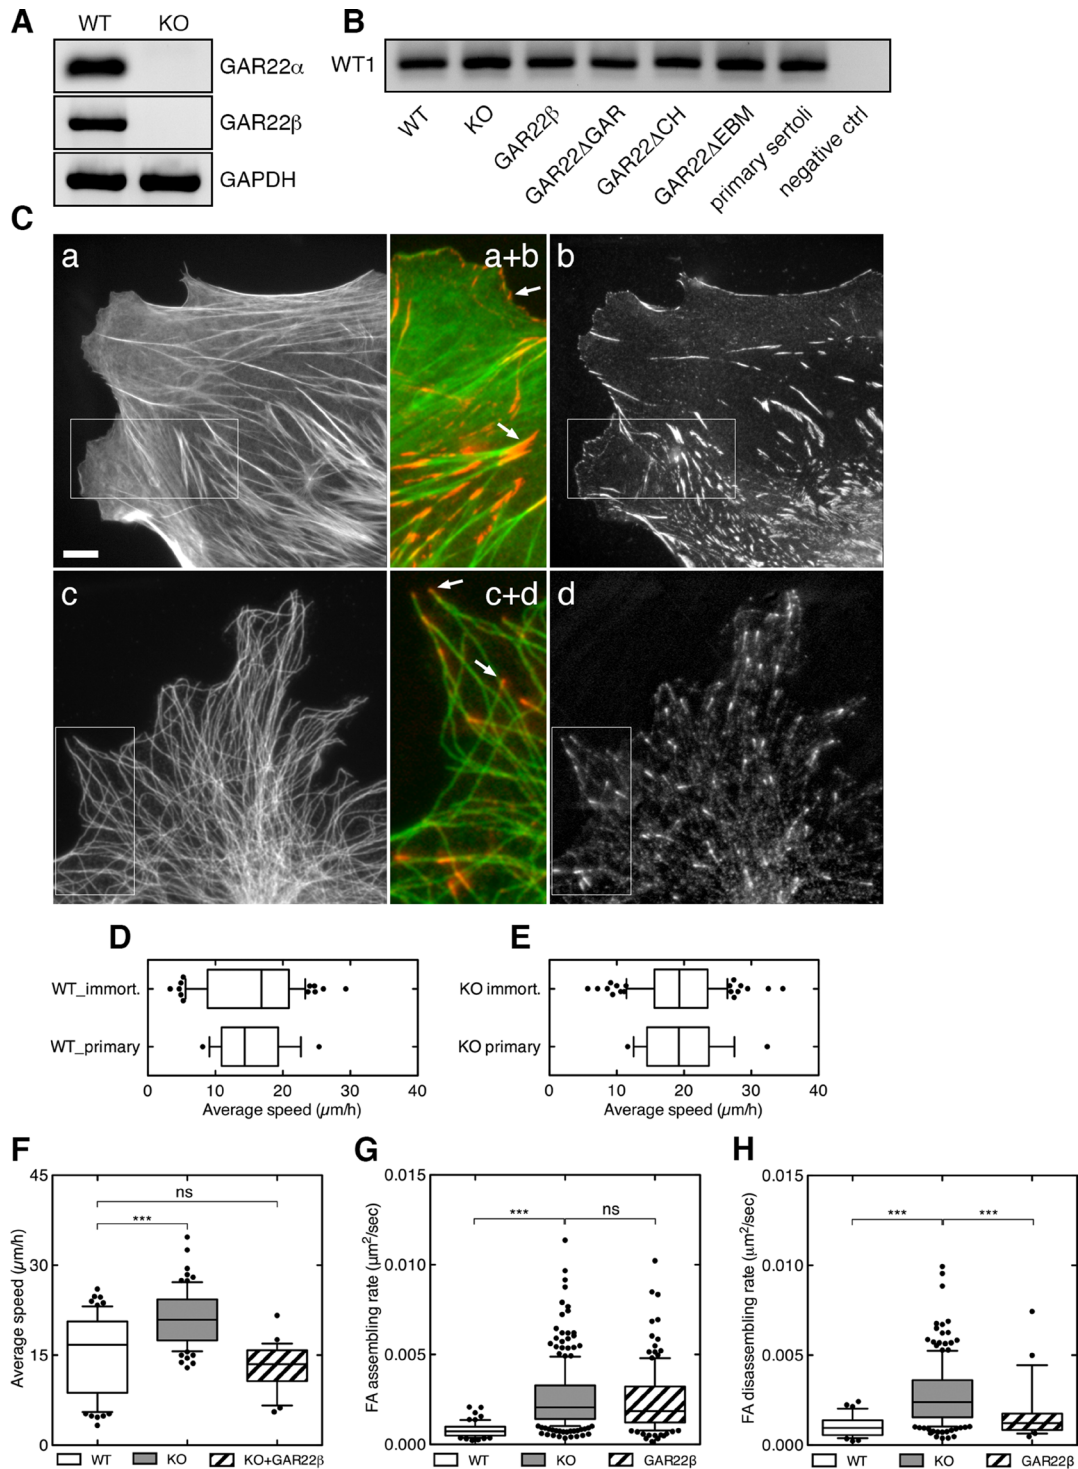 A
WT KO
GAR22α
GAR22β
GAPDH
B
WT1
WT
KO
GAR22β
GAR22ΔGAR
GAR22ΔCH
GAR22ΔEBM
primary sertoli
negative ctrl
C
a
a+b
b
c
c+d
d
D
WT_immort.
WT_primary
0 10 20 30 40
Average speed (µm/h)
E
KO immort.
KO primary
0 10 20 30 40
Average speed (µm/h)
F
Average speed (µm/h)
45
30
15
0
ns
***
WT KO KO+GAR22β
G
FA assembling rate (µm²/sec)
0.015
0.010
0.005
0.000
*** ns
WT KO GAR22β
H
FA disassembling rate (µm²/sec)
0.015
0.010
0.005
0.000
*** ***
WT KO GAR22β